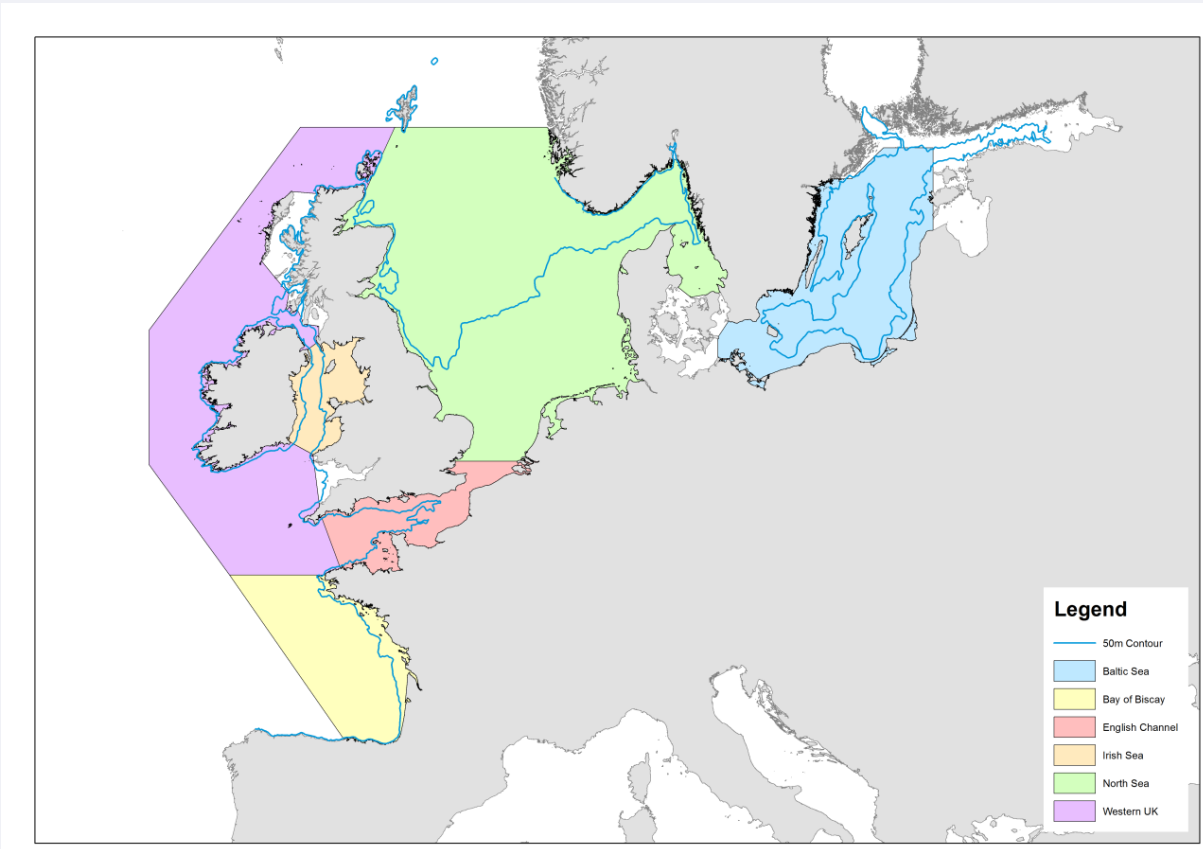 Legend
50m Contour
Baltic Sea
Bay of Biscay
English Channel
Irish Sea
North Sea
Western UK